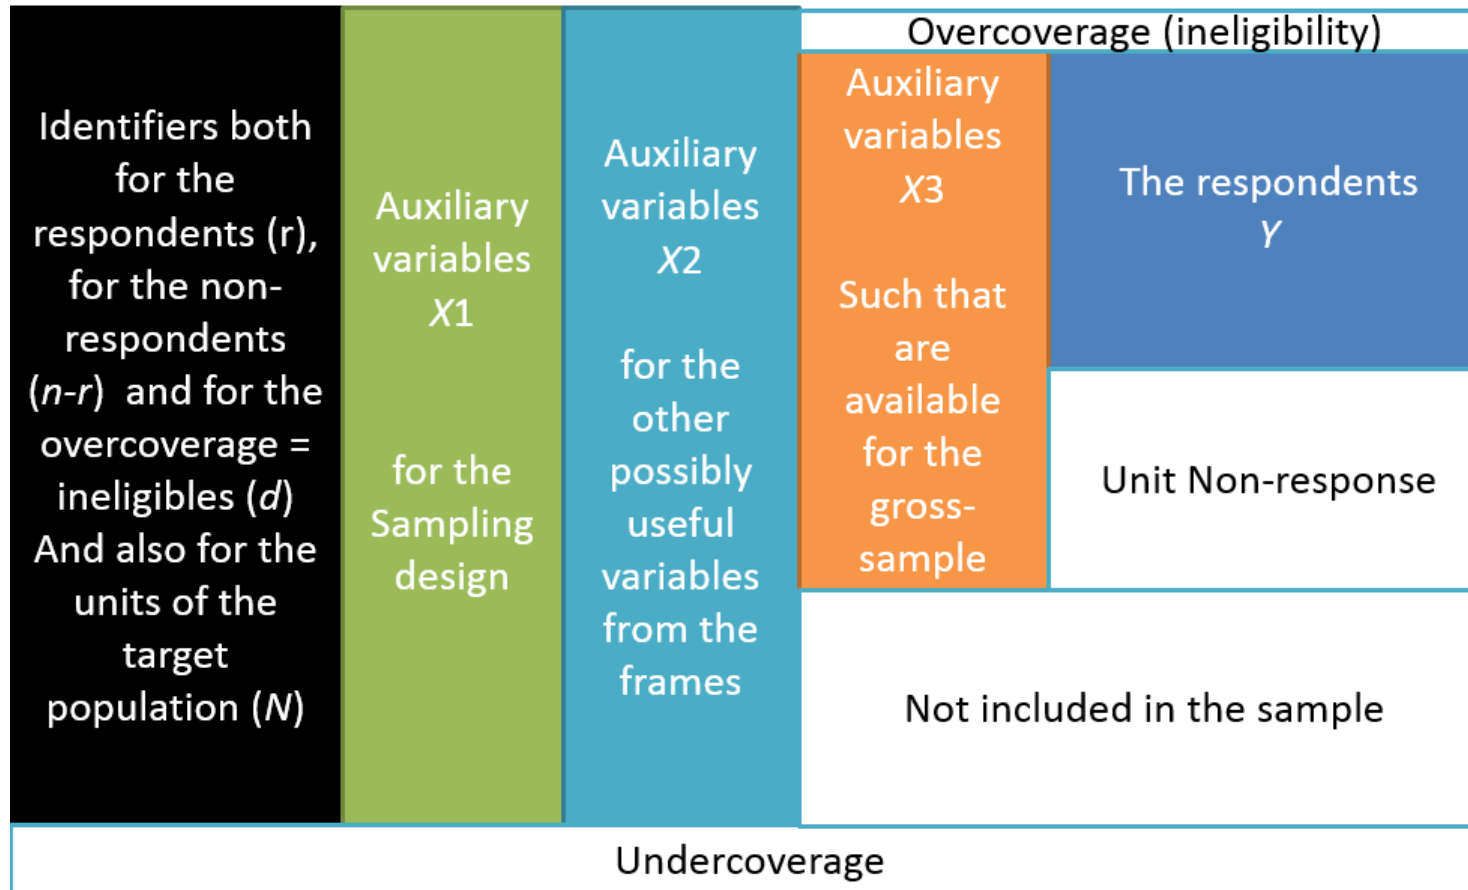 Identifiers both
for the
respondents (r),
for the non-
respondents
(n-r) and for the
overcoverage =
ineligibles (d)
And also for the
units of the
target
population (N)
Auxiliary
variables
X1
for the
Sampling
design
Auxiliary
variables
X2
for the
other
possibly
useful
variables
from the
frames
Overcoverage (ineligibility)
Auxiliary
variables
X3
Such that
are
available
for the
gross-
sample
The respondents
Y
Unit Non-response
Not included in the sample
Undercoverage